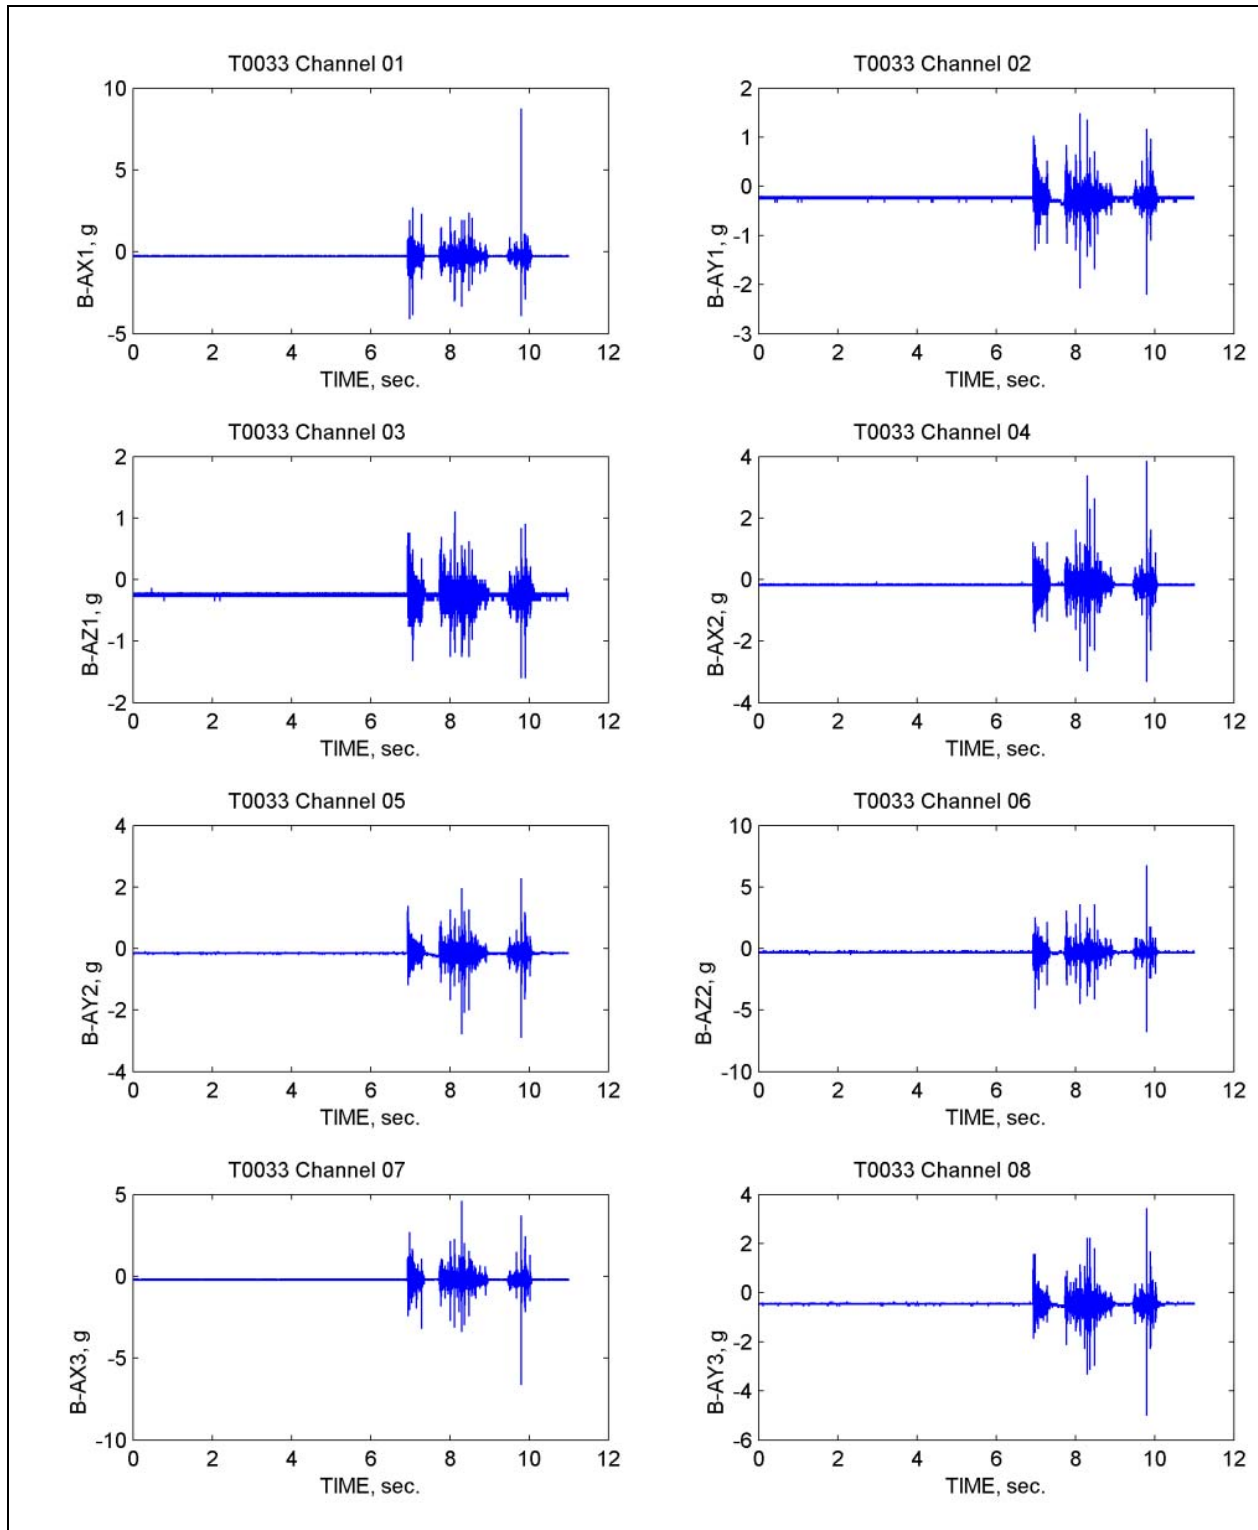 T0033 Channel 01
10
5
0
-5
B-AX1, g
0 2 4 6 8 10 12
TIME, sec.
T0033 Channel 02
2
1
0
-1
-2
-3
B-AY1, g
0 2 4 6 8 10 12
TIME, sec.
T0033 Channel 03
2
1
0
-1
-2
B-AZ1, g
0 2 4 6 8 10 12
TIME, sec.
T0033 Channel 04
4
2
0
-2
-4
B-AX2, g
0 2 4 6 8 10 12
TIME, sec.
T0033 Channel 05
4
2
0
-2
-4
B-AY2, g
0 2 4 6 8 10 12
TIME, sec.
T0033 Channel 06
10
5
0
-5
-10
B-AZ2, g
0 2 4 6 8 10 12
TIME, sec.
T0033 Channel 07
5
0
-5
-10
B-AX3, g
0 2 4 6 8 10 12
TIME, sec.
T0033 Channel 08
4
2
0
-2
-4
-6
B-AY3, g
0 2 4 6 8 10 12
TIME, sec.